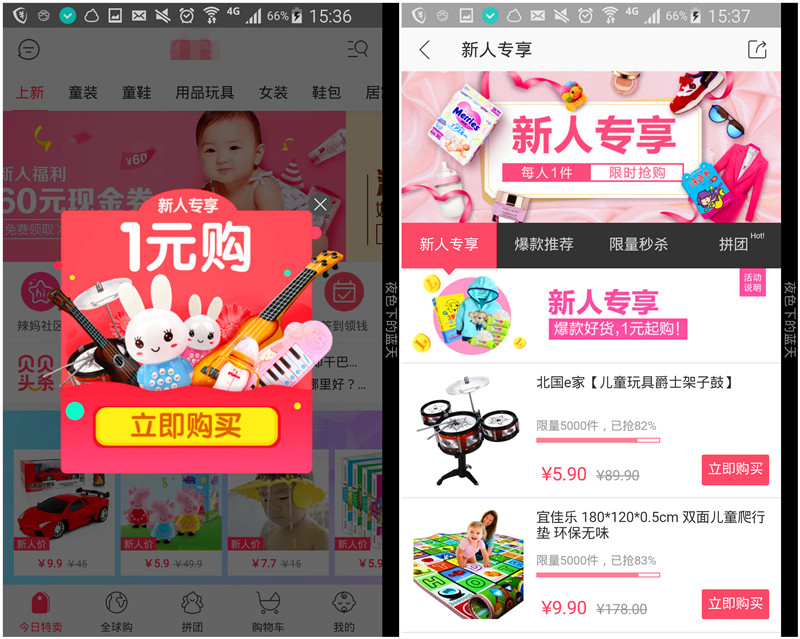 4G 66% 15:36
上新 童装 童鞋 用品玩具 女装 鞋包 居
新人福利
¥60
60元现金券
免费领取
新人专享
1元购
立即购买
辣妈社区
签到领钱
贝贝
头条
新人价 新人价 新人价 新人价
¥9.9 ¥45 ¥5.9 ¥49.9 ¥7.7 ¥15 ¥5.9
今日特卖 全球购 拼团 购物车 我的
夜色下的蓝天
4G 66% 15:37
新人专享
Merries
新人专享
每人1件 限时抢购
新人专享 爆款推荐 限量秒杀 拼团 Hot!
活动
说明
新人专享
爆款好货,1元起购!
北国e家【儿童玩具爵士架子鼓】
限量5000件,已抢82%
¥5.90 ¥89.90 立即购买
宜佳乐 180*120*0.5cm 双面儿童爬行
垫 环保无味
限量5000件,已抢83%
¥9.90 ¥178.00 立即购买
夜色下的蓝天